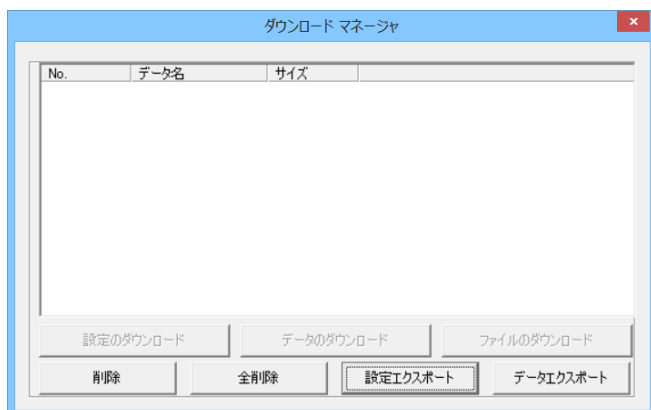 ダウンロード マネージャ
No. データ名 サイズ
設定のダウンロード データのダウンロード ファイルのダウンロード
削除 全削除 設定エクスポート データエクスポート